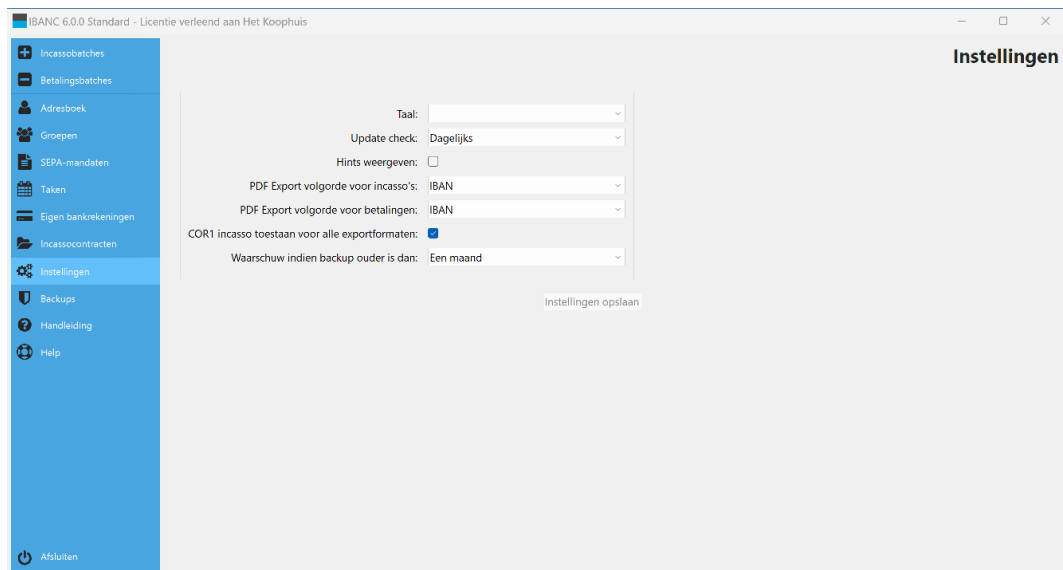 IBANC 6.0.0 Standard - Licentie verleend aan Het Koophuis
Incassobatches
Betalingsbatches
Adresboek
Groepen
SEPA-mandaten
Taken
Eigen bankrekeningen
Incassocontracten
Instellingen
Backups
Handleiding
Help
Afsluiten
Instellingen
Taal:
Update check: Dagelijks
Hints weergeven:
PDF Export volgorde voor incasso's: IBAN
PDF Export volgorde voor betalingen: IBAN
COR1 incasso toestaan voor alle exportformaten:
Waarschuw indien backup ouder is dan: Een maand
Instellingen opslaan